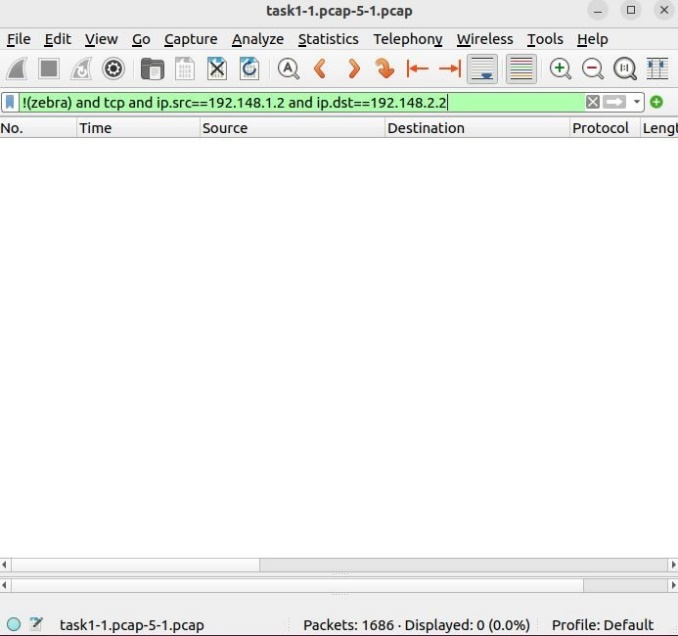 task1-1.pcap-5-1.pcap
File Edit View Go Capture Analyze Statistics Telephony Wireless Tools Help
!(zebra) and tcp and ip.src==192.168.1.2 and ip.dst==192.148.2.2
No. Time Source Destination Protocol Lengt
task1-1.pcap-5-1.pcap Packets: 1686 · Displayed: 0 (0.0%) Profile: Default